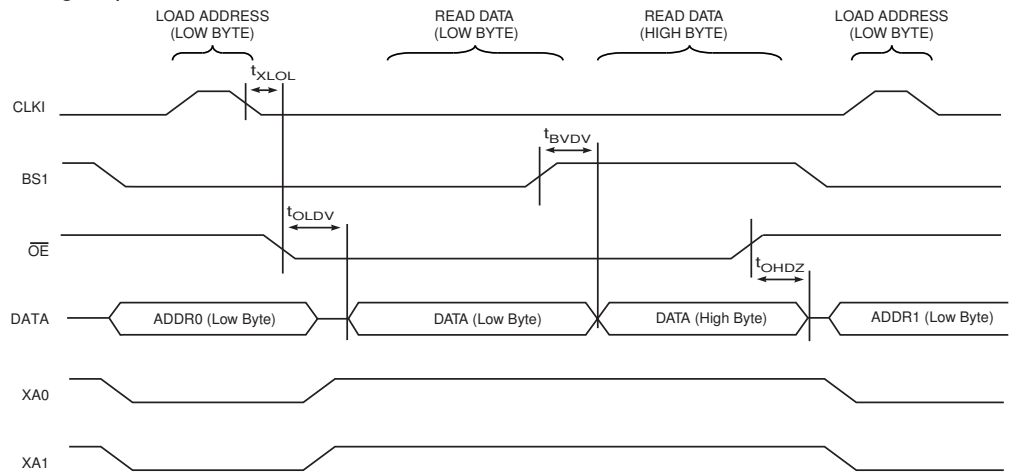 LOAD ADDRESS
(LOW BYTE)
READ DATA
(LOW BYTE)
READ DATA
(HIGH BYTE)
LOAD ADDRESS
(LOW BYTE)
tXLOL
CLKI
tBVDV
BS1
tOLDV
OE
tOHDZ
DATA
ADDR0 (Low Byte)
DATA (Low Byte)
DATA (High Byte)
ADDR1 (Low Byte)
XA0
XA1